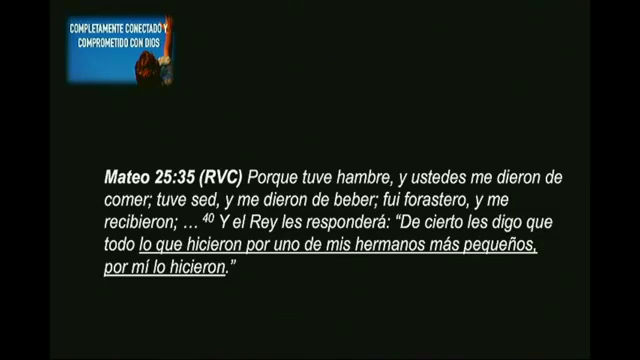 COMPLETAMENTE CONECTADO Y
COMPROMETIDO CON DIOS
Mateo 25:35 (RVC) Porque tuve hambre, y ustedes me dieron de
comer; tuve sed, y me dieron de beber; fui forastero, y me
recibieron; … 40 Y el Rey les responderá: “De cierto les digo que
todo lo que hicieron por uno de mis hermanos más pequeños,
por mí lo hicieron.”